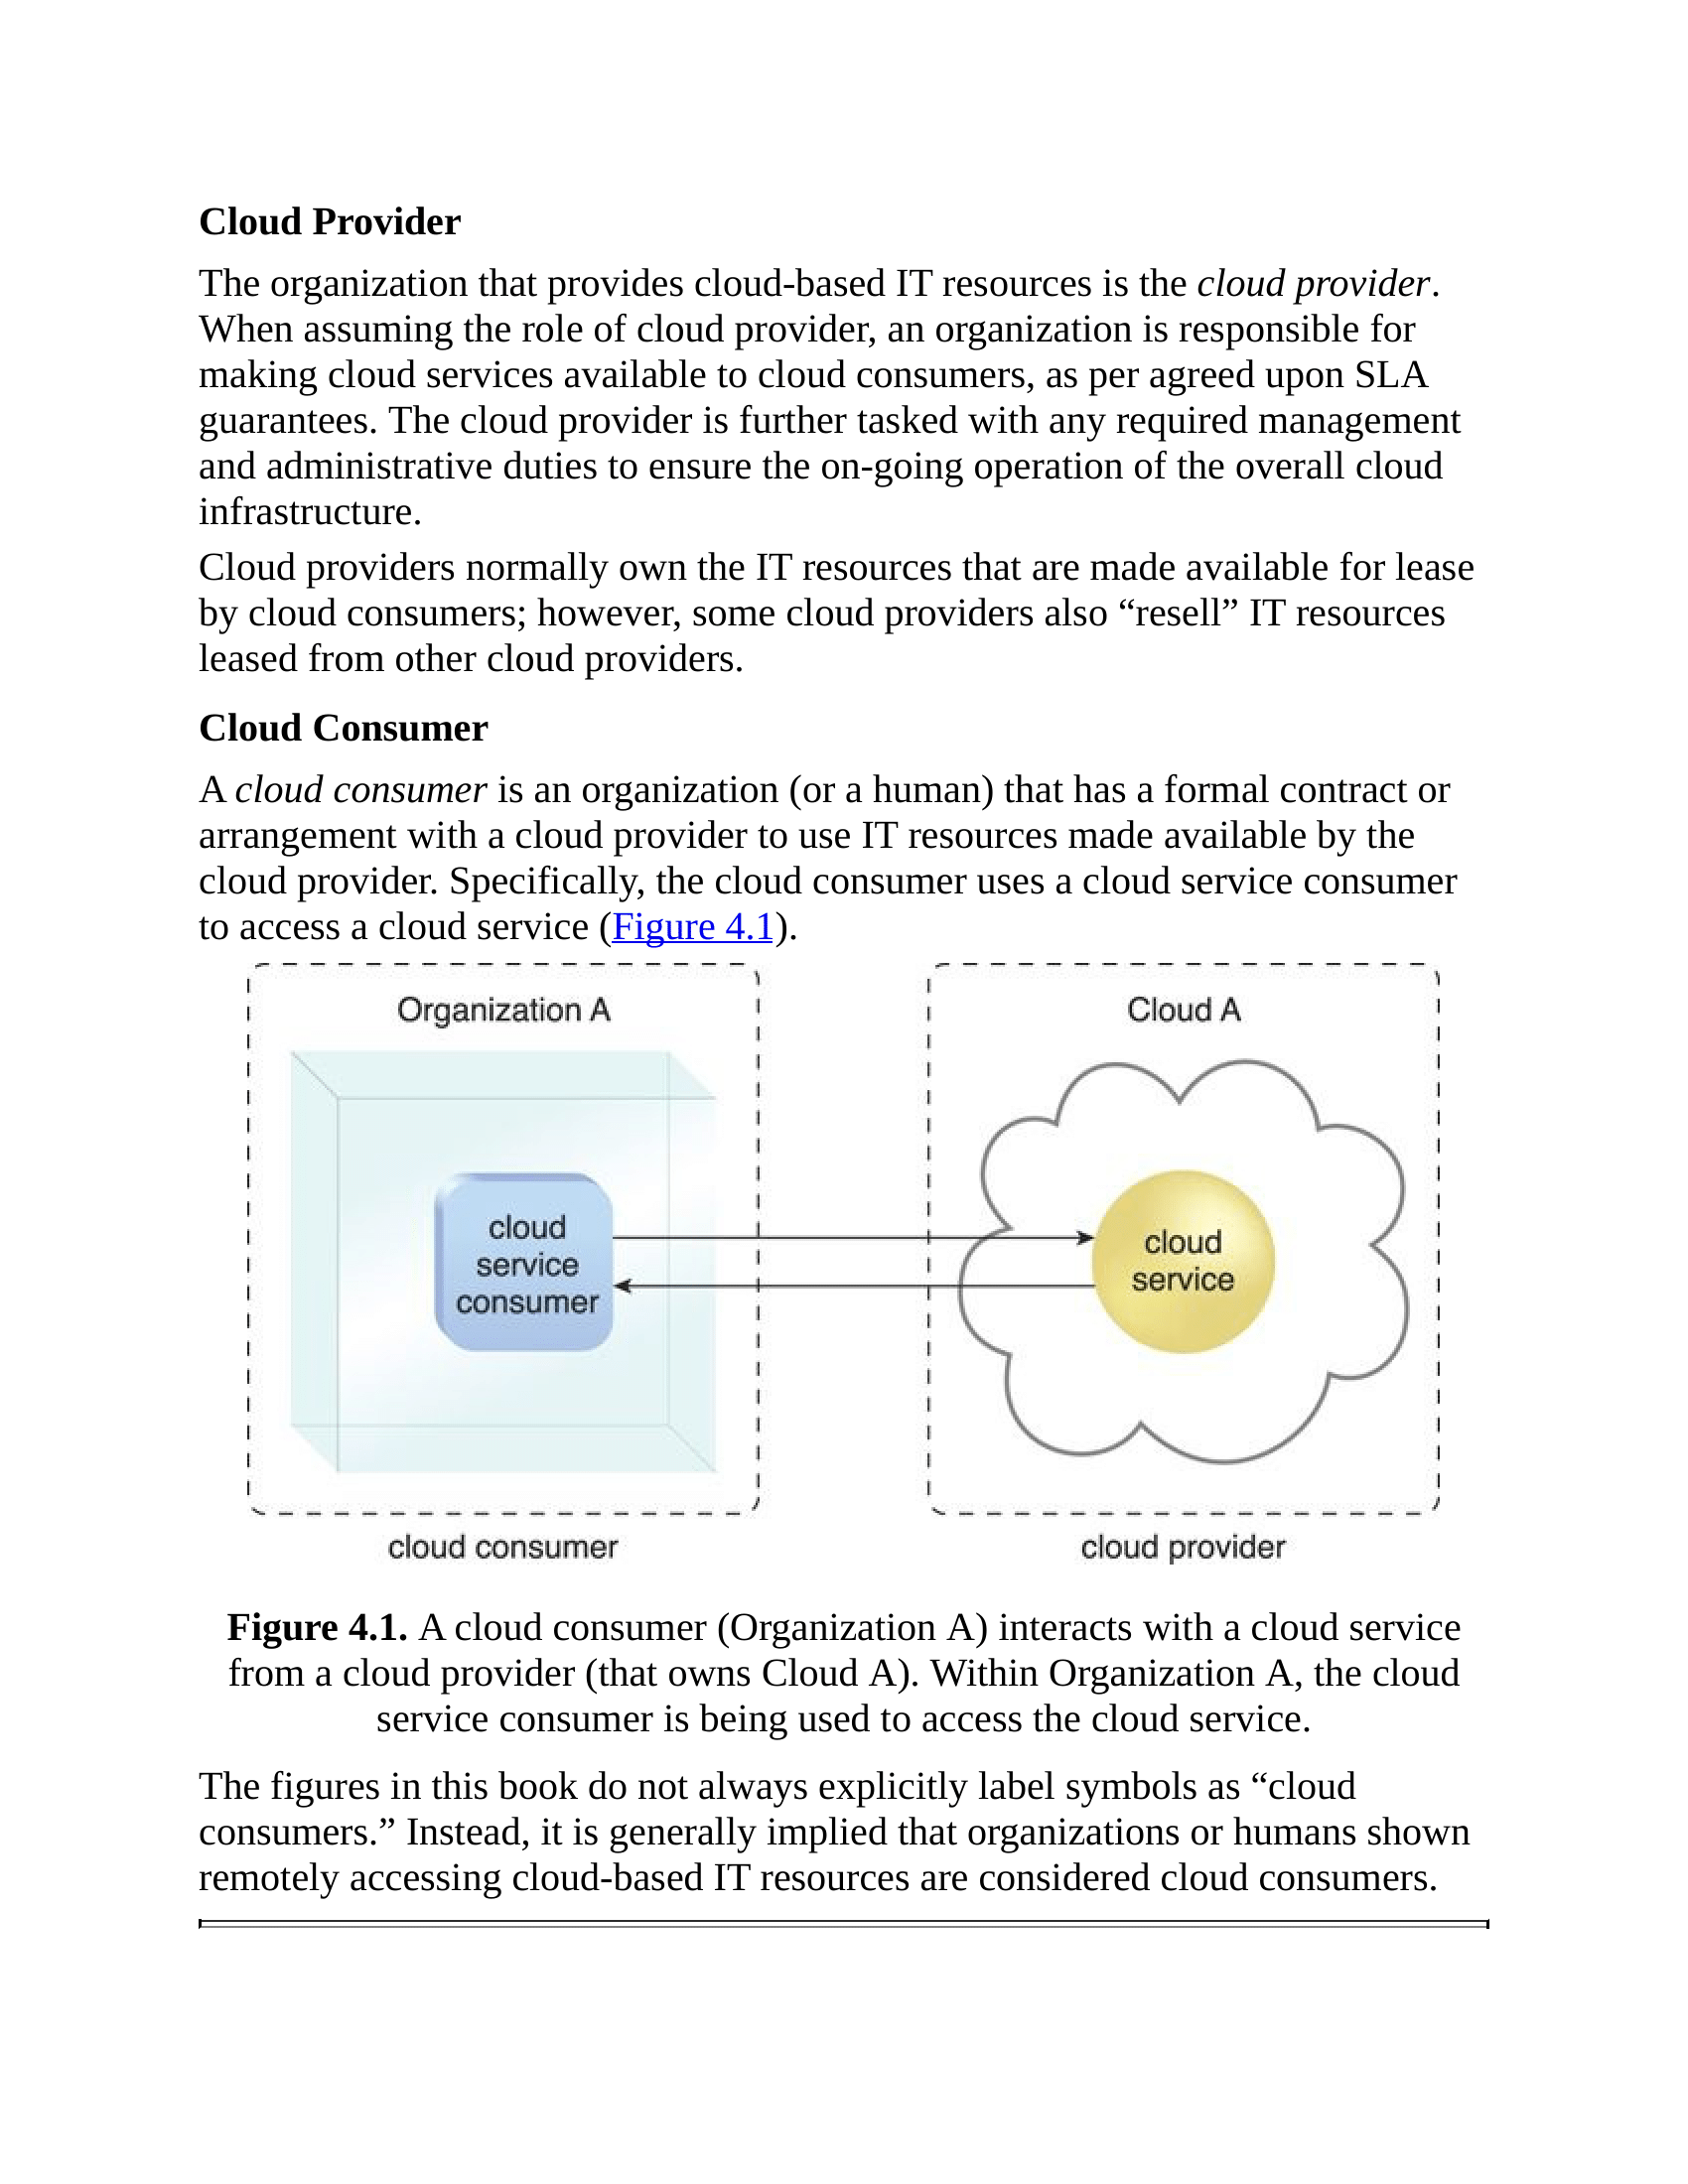 Cloud Provider
The organization that provides cloud-based IT resources is the cloud provider.
When assuming the role of cloud provider, an organization is responsible for
making cloud services available to cloud consumers, as per agreed upon SLA
guarantees. The cloud provider is further tasked with any required management
and administrative duties to ensure the on-going operation of the overall cloud
infrastructure.
Cloud providers normally own the IT resources that are made available for lease
by cloud consumers; however, some cloud providers also “resell” IT resources
leased from other cloud providers.
Cloud Consumer
A cloud consumer is an organization (or a human) that has a formal contract or
arrangement with a cloud provider to use IT resources made available by the
cloud provider. Specifically, the cloud consumer uses a cloud service consumer
to access a cloud service (Figure 4.1).
Organization A
cloud
service
consumer
cloud consumer
Cloud A
cloud
service
cloud provider
Figure 4.1. A cloud consumer (Organization A) interacts with a cloud service
from a cloud provider (that owns Cloud A). Within Organization A, the cloud
service consumer is being used to access the cloud service.
The figures in this book do not always explicitly label symbols as “cloud
consumers.” Instead, it is generally implied that organizations or humans shown
remotely accessing cloud-based IT resources are considered cloud consumers.